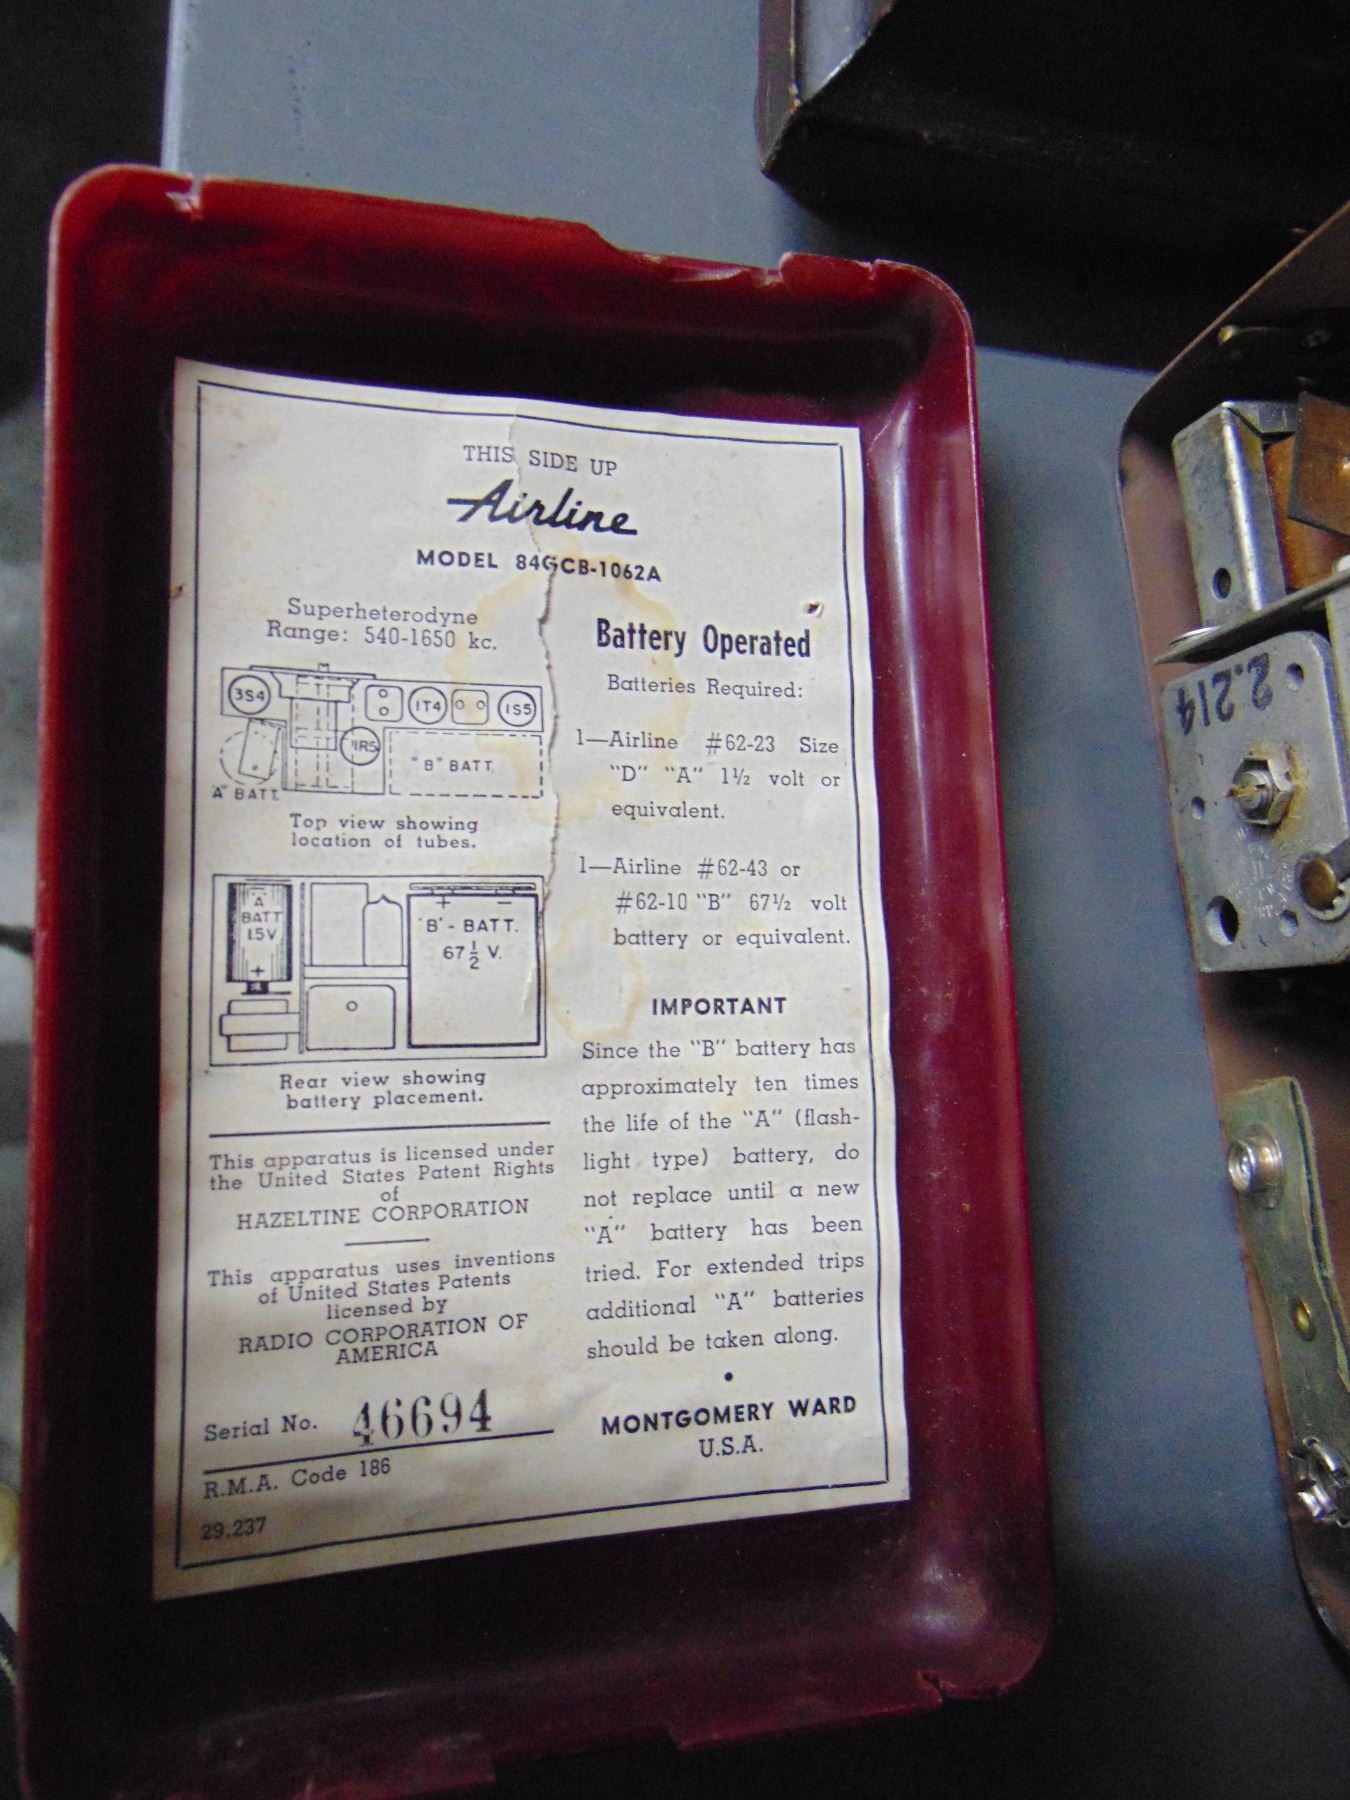 THIS SIDE UP
Airline
MODEL 84GCB-1062A
Superheterodyne
Range: 540-1650 kc.
3S4
1T4
1S5
1R5
"B" BATT.
"A" BATT.
Top view showing
location of tubes.
"A"
BATT
1.5V
+
+ −
"B" - BATT.
67 1/2 V.
Rear view showing
battery placement.
This apparatus is licensed under
the United States Patent Rights
of
HAZELTINE CORPORATION
This apparatus uses inventions
of United States Patents
licensed by
RADIO CORPORATION OF
AMERICA
Serial No. 46694
R.M.A. Code 186
29.237
Battery Operated
Batteries Required:
1—Airline #62-23 Size
"D" "A" 1½ volt or
equivalent.
1—Airline #62-43 or
#62-10 "B" 67½ volt
battery or equivalent.
IMPORTANT
Since the "B" battery has
approximately ten times
the life of the "A" (flash-
light type) battery, do
not replace until a new
"A" battery has been
tried. For extended trips
additional "A" batteries
should be taken along.
•
MONTGOMERY WARD
U.S.A.
2.214